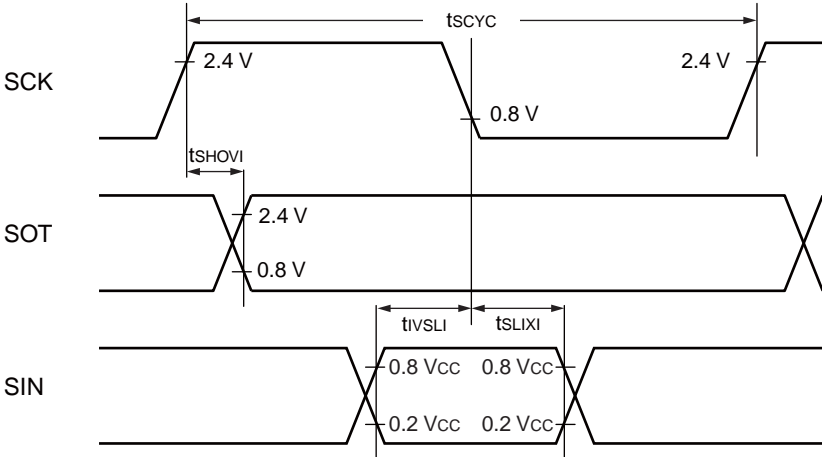 tSCYC
SCK
2.4 V
2.4 V
0.8 V
tSHOVI
SOT
2.4 V
0.8 V
tIVSLI
tSLIXI
SIN
0.8 VCC
0.8 VCC
0.2 VCC
0.2 VCC